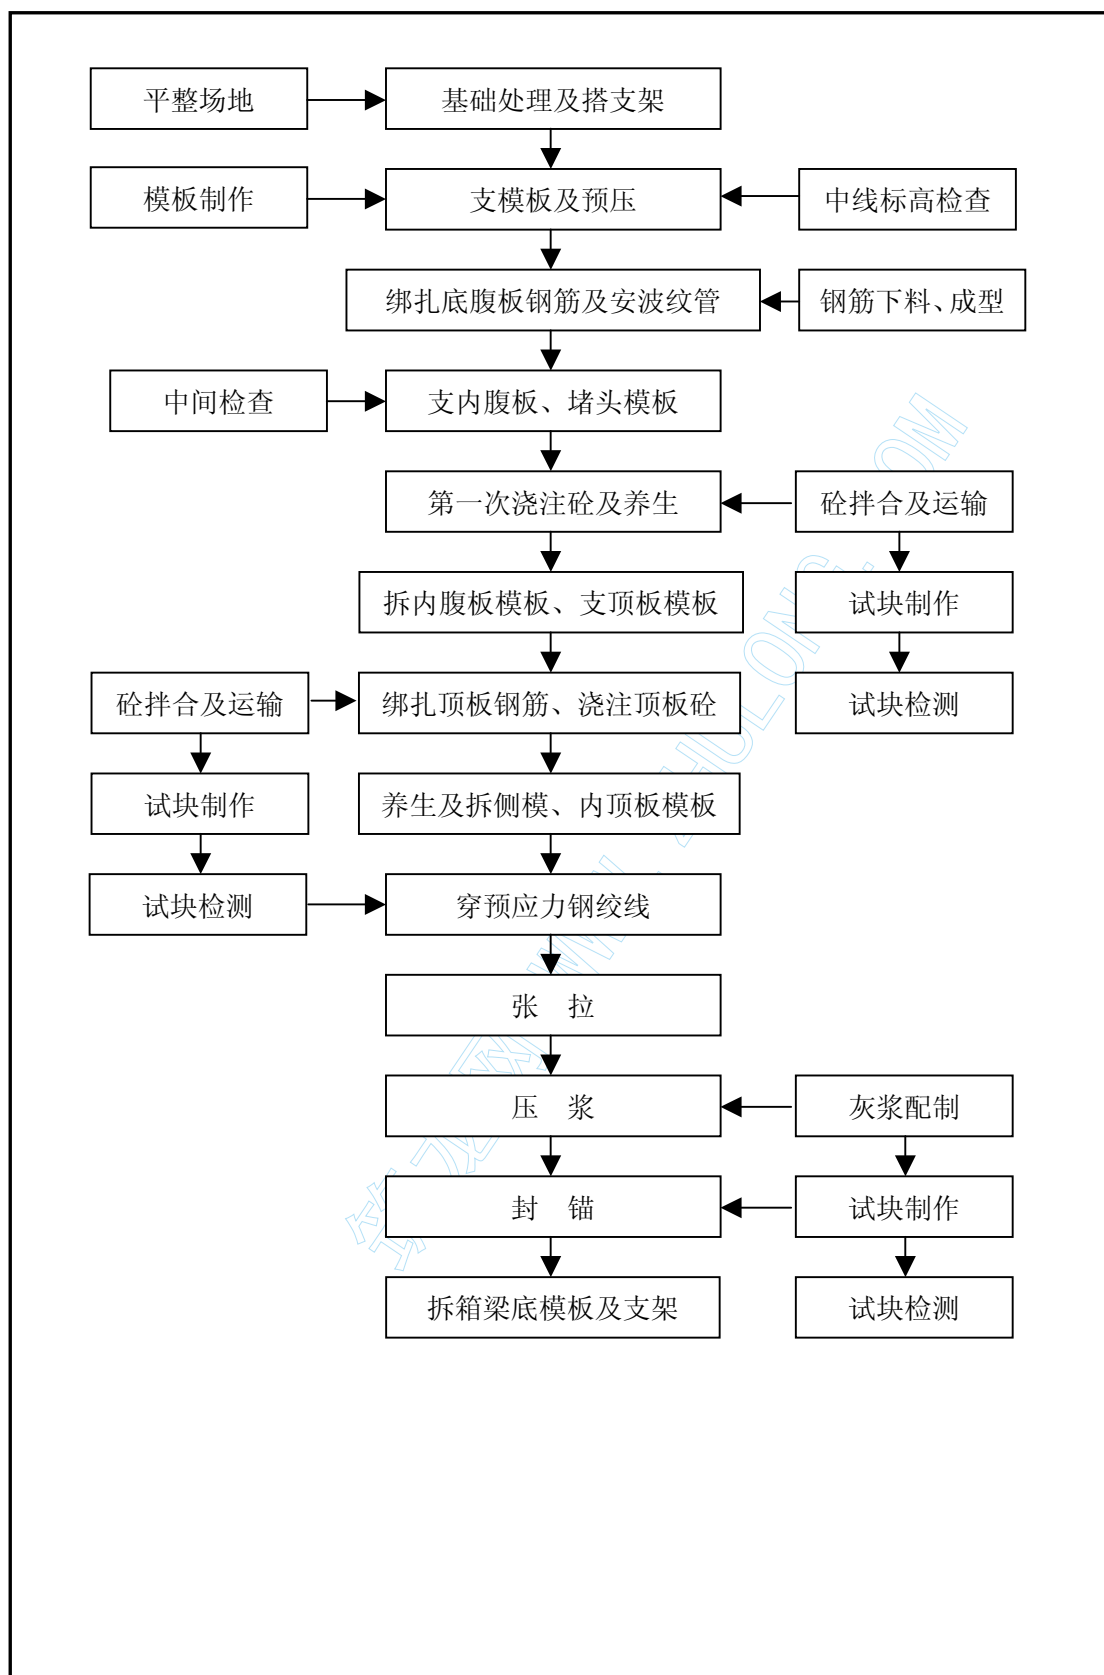 平整场地
基础处理及搭支架
模板制作
支模板及预压
中线标高检查
绑扎底腹板钢筋及安波纹管
钢筋下料、成型
中间检查
支内腹板、堵头模板
第一次浇注砼及养生
砼拌合及运输
拆内腹板模板、支顶板模板
试块制作
砼拌合及运输
绑扎顶板钢筋、浇注顶板砼
试块检测
试块制作
养生及拆侧模、内顶板模板
试块检测
穿预应力钢绞线
张 拉
压 浆
灰浆配制
封 锚
试块制作
拆箱梁底模板及支架
试块检测
筑龙网 WWW.ZHULONG.COM